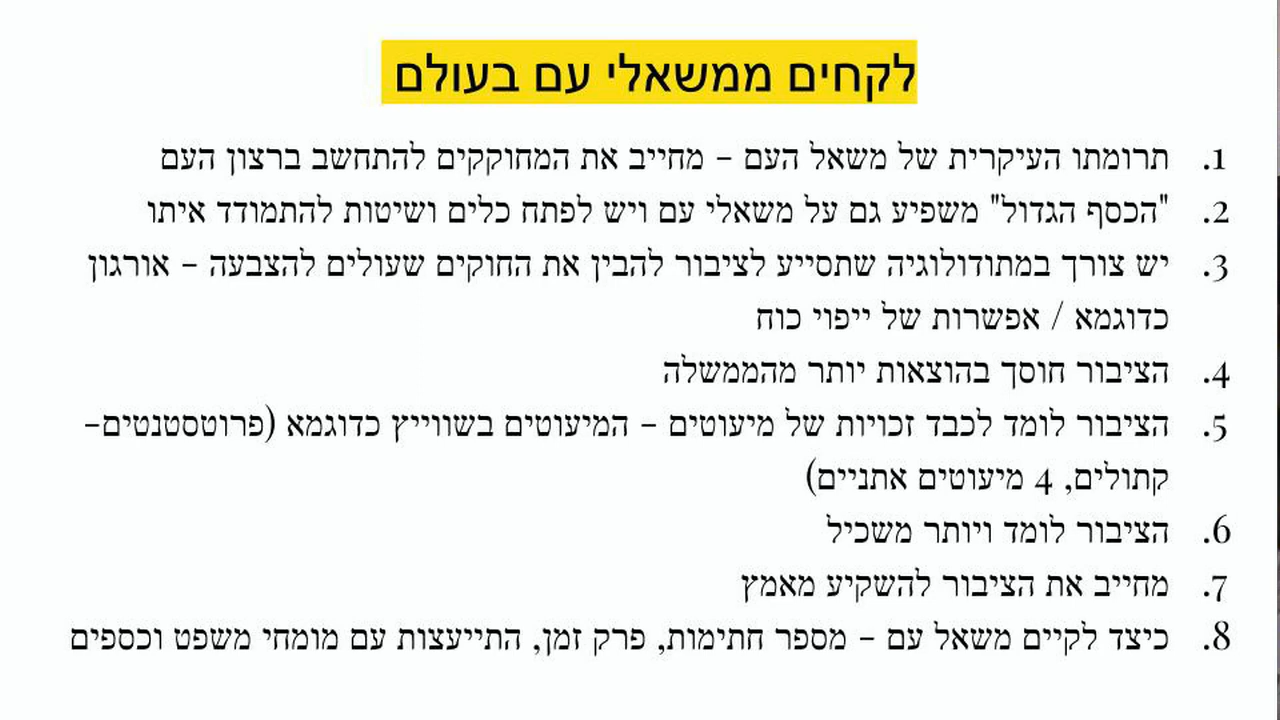 לקחים ממשאלי עם בעולם
1. תרומתו העיקרית של משאל העם – מחייב את המחוקקים להתחשב ברצון העם
2. "הכסף הגדול" משפיע גם על משאלי עם ויש לפתח כלים ושיטות להתמודד איתו
3. יש צורך במתודולוגיה שתסייע לציבור להבין את החוקים שעולים להצבעה – אורגון
כדוגמא / אפשרות של ייפוי כוח
4. הציבור חוסך בהוצאות יותר מהממשלה
5. הציבור לומד לכבד זכויות של מיעוטים – המיעוטים בשווייץ כדוגמא (פרוטסטנטים-
קתולים, 4 מיעוטים אתניים)
6. הציבור לומד ויותר משכיל
7. מחייב את הציבור להשקיע מאמץ
8. כיצד לקיים משאל עם – מספר חתימות, פרק זמן, התייעצות עם מומחי משפט וכספים